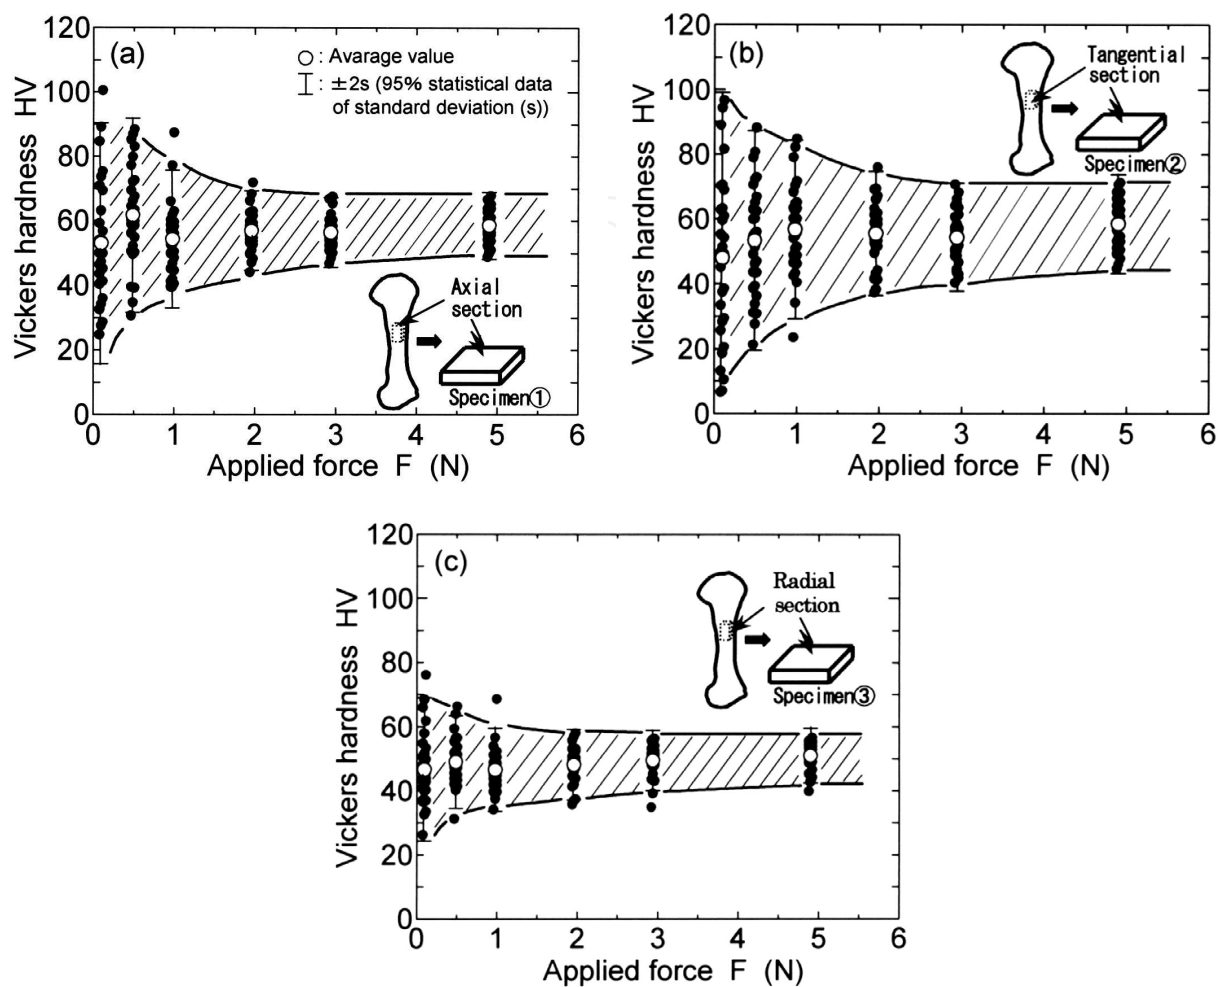 (a)
○ : Avarage value
: ±2s (95% statistical data
of standard deviation (s))
Vickers hardness HV
120
100
80
60
40
20
0
Axial
section
Specimen①
0 1 2 3 4 5 6
Applied force F (N)
(b)
Tangential
section
Specimen②
Vickers hardness HV
120
100
80
60
40
20
0
0 1 2 3 4 5 6
Applied force F (N)
(c)
Radial
section
Specimen③
Vickers hardness HV
120
100
80
60
40
20
0
0 1 2 3 4 5 6
Applied force F (N)